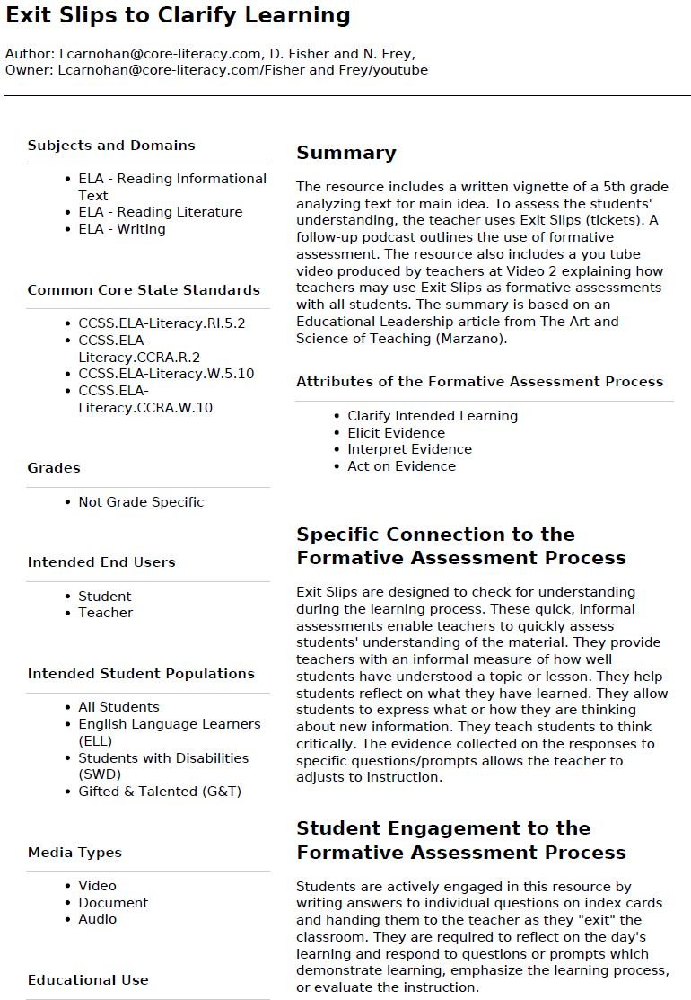 Exit Slips to Clarify Learning
Author: Lcarnohan@core-literacy.com, D. Fisher and N. Frey,
Owner: Lcarnohan@core-literacy.com/Fisher and Frey/youtube
Subjects and Domains
• ELA - Reading Informational
Text
• ELA - Reading Literature
• ELA - Writing
Common Core State Standards
• CCSS.ELA-Literacy.RI.5.2
• CCSS.ELA-
Literacy.CCRA.R.2
• CCSS.ELA-Literacy.W.5.10
• CCSS.ELA-
Literacy.CCRA.W.10
Grades
• Not Grade Specific
Intended End Users
• Student
• Teacher
Intended Student Populations
• All Students
• English Language Learners
(ELL)
• Students with Disabilities
(SWD)
• Gifted & Talented (G&T)
Media Types
• Video
• Document
• Audio
Educational Use
Summary
The resource includes a written vignette of a 5th grade
analyzing text for main idea. To assess the students'
understanding, the teacher uses Exit Slips (tickets). A
follow-up podcast outlines the use of formative
assessment. The resource also includes a you tube
video produced by teachers at Video 2 explaining how
teachers may use Exit Slips as formative assessments
with all students. The summary is based on an
Educational Leadership article from The Art and
Science of Teaching (Marzano).
Attributes of the Formative Assessment Process
• Clarify Intended Learning
• Elicit Evidence
• Interpret Evidence
• Act on Evidence
Specific Connection to the
Formative Assessment Process
Exit Slips are designed to check for understanding
during the learning process. These quick, informal
assessments enable teachers to quickly assess
students' understanding of the material. They provide
teachers with an informal measure of how well
students have understood a topic or lesson. They help
students reflect on what they have learned. They allow
students to express what or how they are thinking
about new information. They teach students to think
critically. The evidence collected on the responses to
specific questions/prompts allows the teacher to
adjusts to instruction.
Student Engagement to the
Formative Assessment Process
Students are actively engaged in this resource by
writing answers to individual questions on index cards
and handing them to the teacher as they "exit" the
classroom. They are required to reflect on the day's
learning and respond to questions or prompts which
demonstrate learning, emphasize the learning process,
or evaluate the instruction.